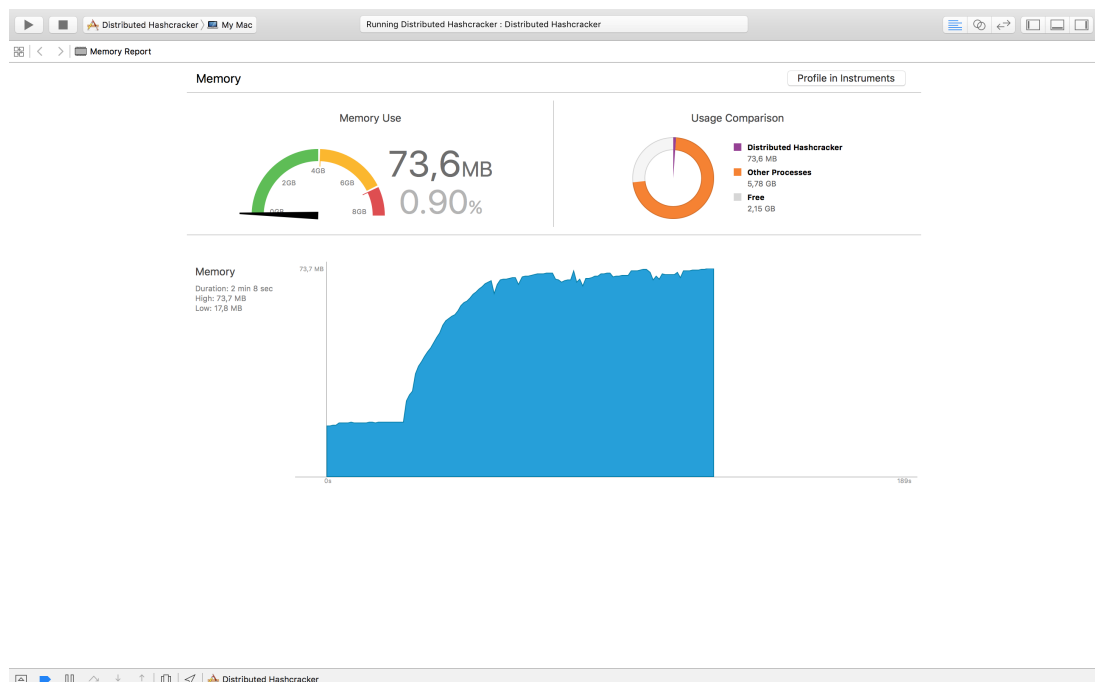 Distributed Hashcracker My Mac
Running Distributed Hashcracker : Distributed Hashcracker
Memory Report
Memory
Profile in Instruments
Memory Use
0GB
2GB
4GB
6GB
8GB
73,6MB
0.90%
Usage Comparison
Distributed Hashcracker
73,6 MB
Other Processes
5,78 GB
Free
2,15 GB
Memory
Duration: 2 min 8 sec
High: 73,7 MB
Low: 17,8 MB
73,7 MB
0s
189s
Distributed Hashcracker